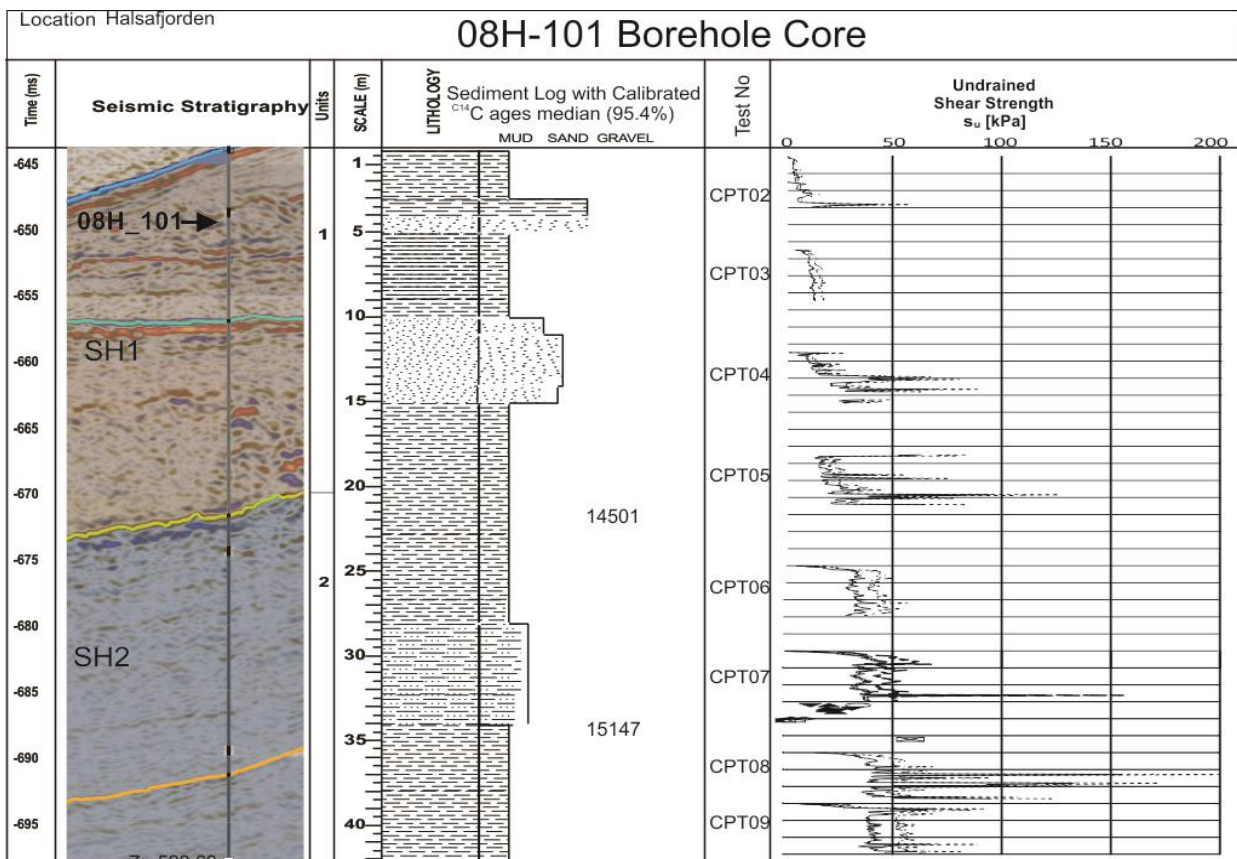 Location Halsafjorden
08H-101 Borehole Core
Time (ms)
Seismic Stratigraphy
Units
SCALE (m)
LITHOLOGY
Sediment Log with Calibrated
C14C ages median (95.4%)
MUD SAND GRAVEL
Test No
Undrained
Shear Strength
su [kPa]
0 50 100 150 200
-645
-650
-655
-660
-665
-670
-675
-680
-685
-690
-695
08H_101
SH1
SH2
1
2
1
5
10
15
20
25
30
35
40
14501
15147
CPT02
CPT03
CPT04
CPT05
CPT06
CPT07
CPT08
CPT09